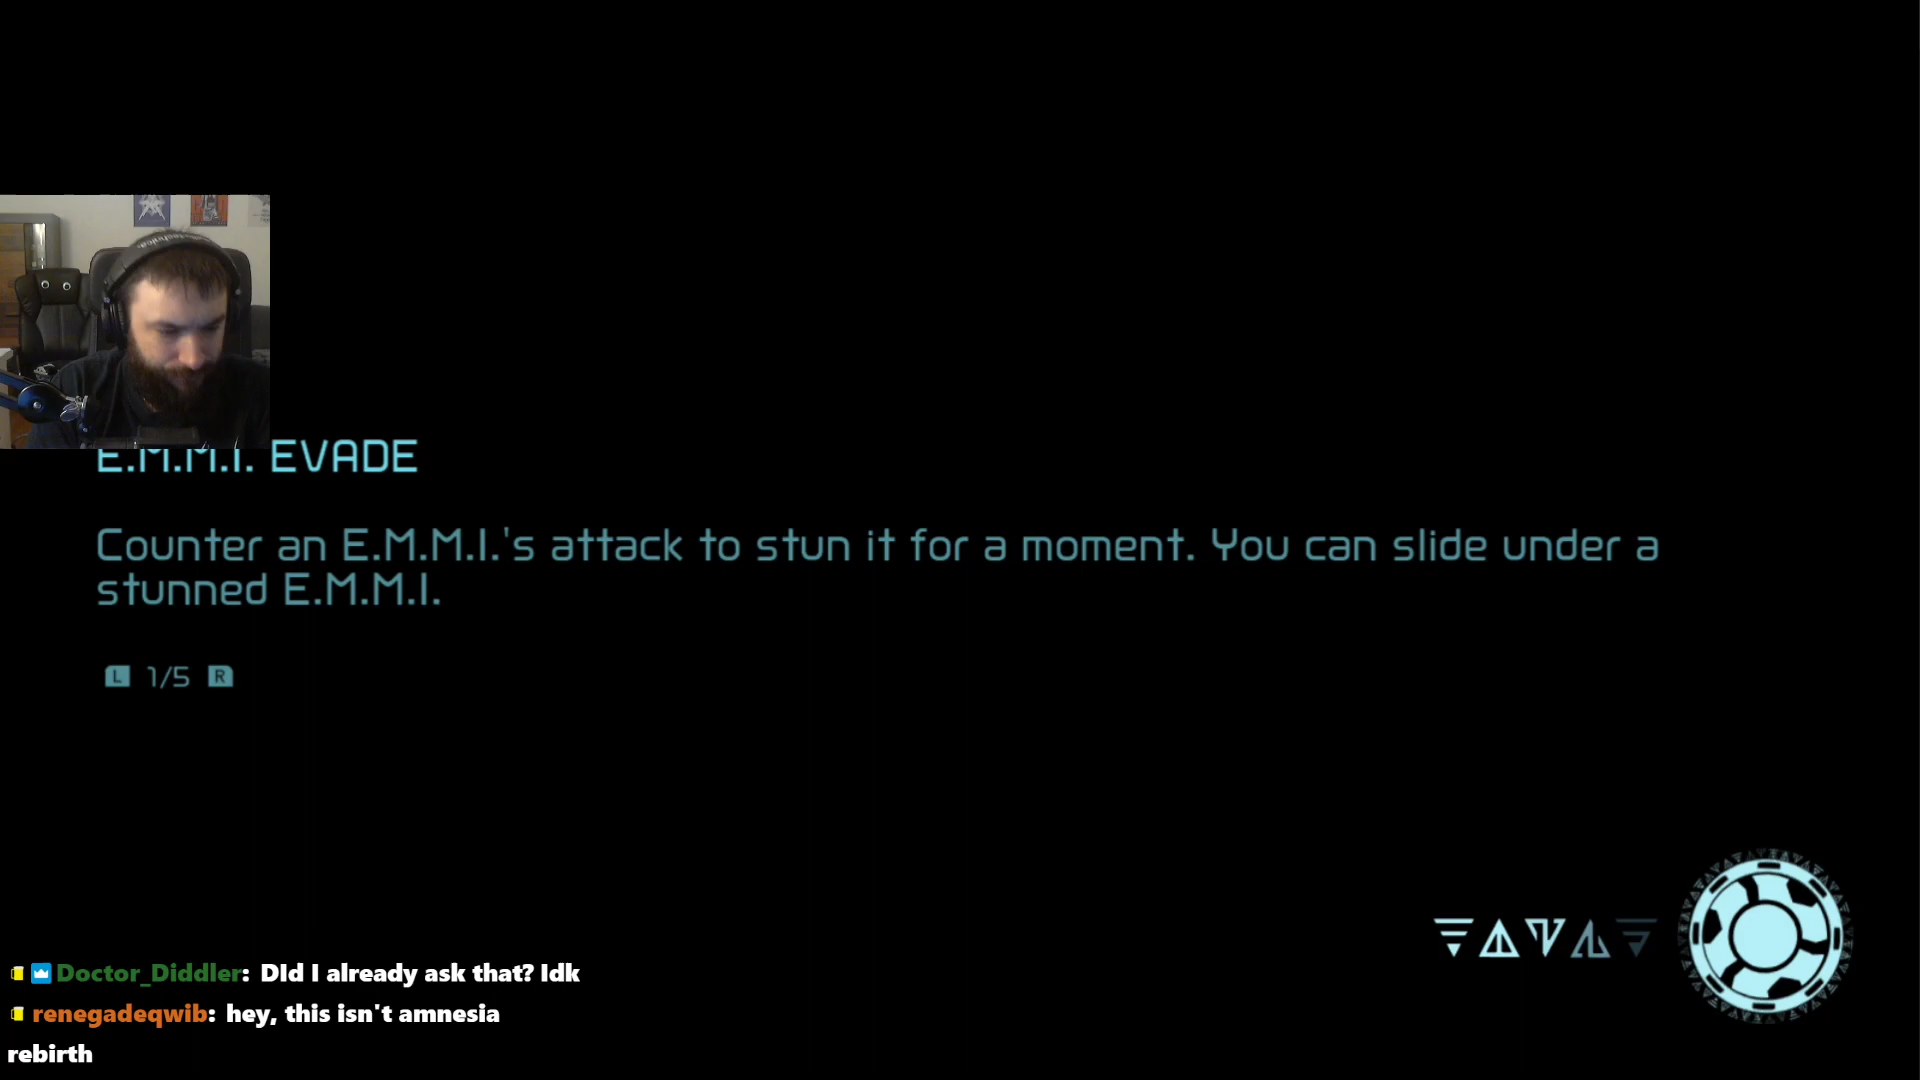 E.M.M.I. EVADE
Counter an E.M.M.I.'s attack to stun it for a moment. You can slide under a
stunned E.M.M.I.
L 1/5 R
Doctor_Diddler: DId I already ask that? Idk
renegadeqwib: hey, this isn't amnesia
rebirth